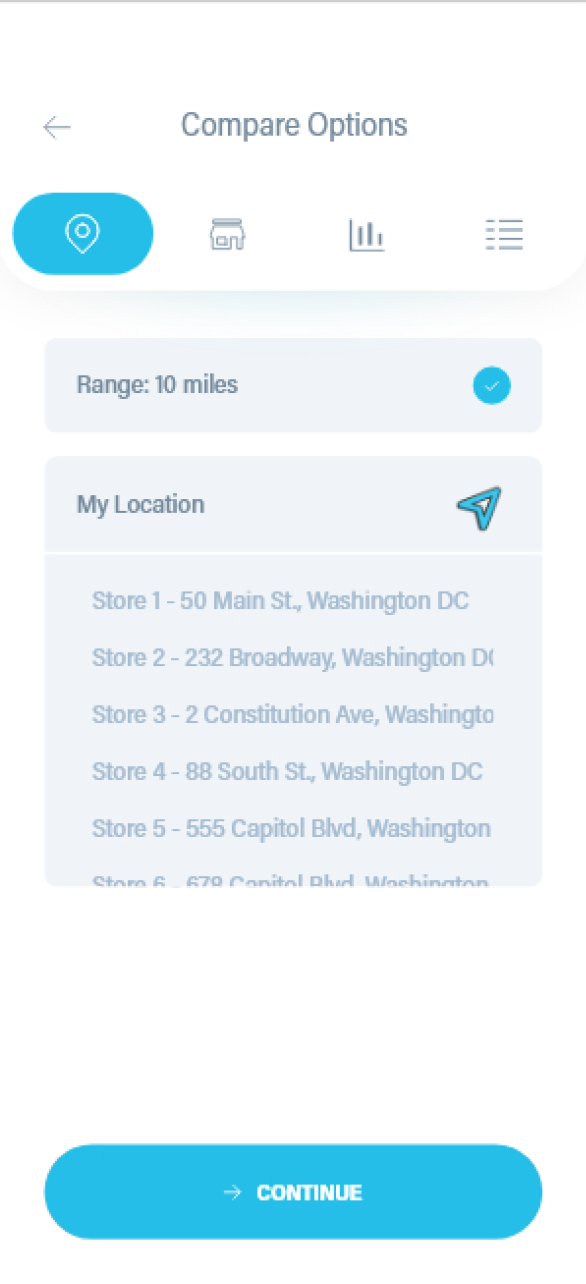 Compare Options
Range: 10 miles
My Location
Store 1 - 50 Main St., Washington DC
Store 2 - 232 Broadway, Washington DC
Store 3 - 2 Constitution Ave, Washingto
Store 4 - 88 South St., Washington DC
Store 5 - 555 Capitol Blvd, Washington
Store 6 - 678 Capitol Blvd, Washington
CONTINUE